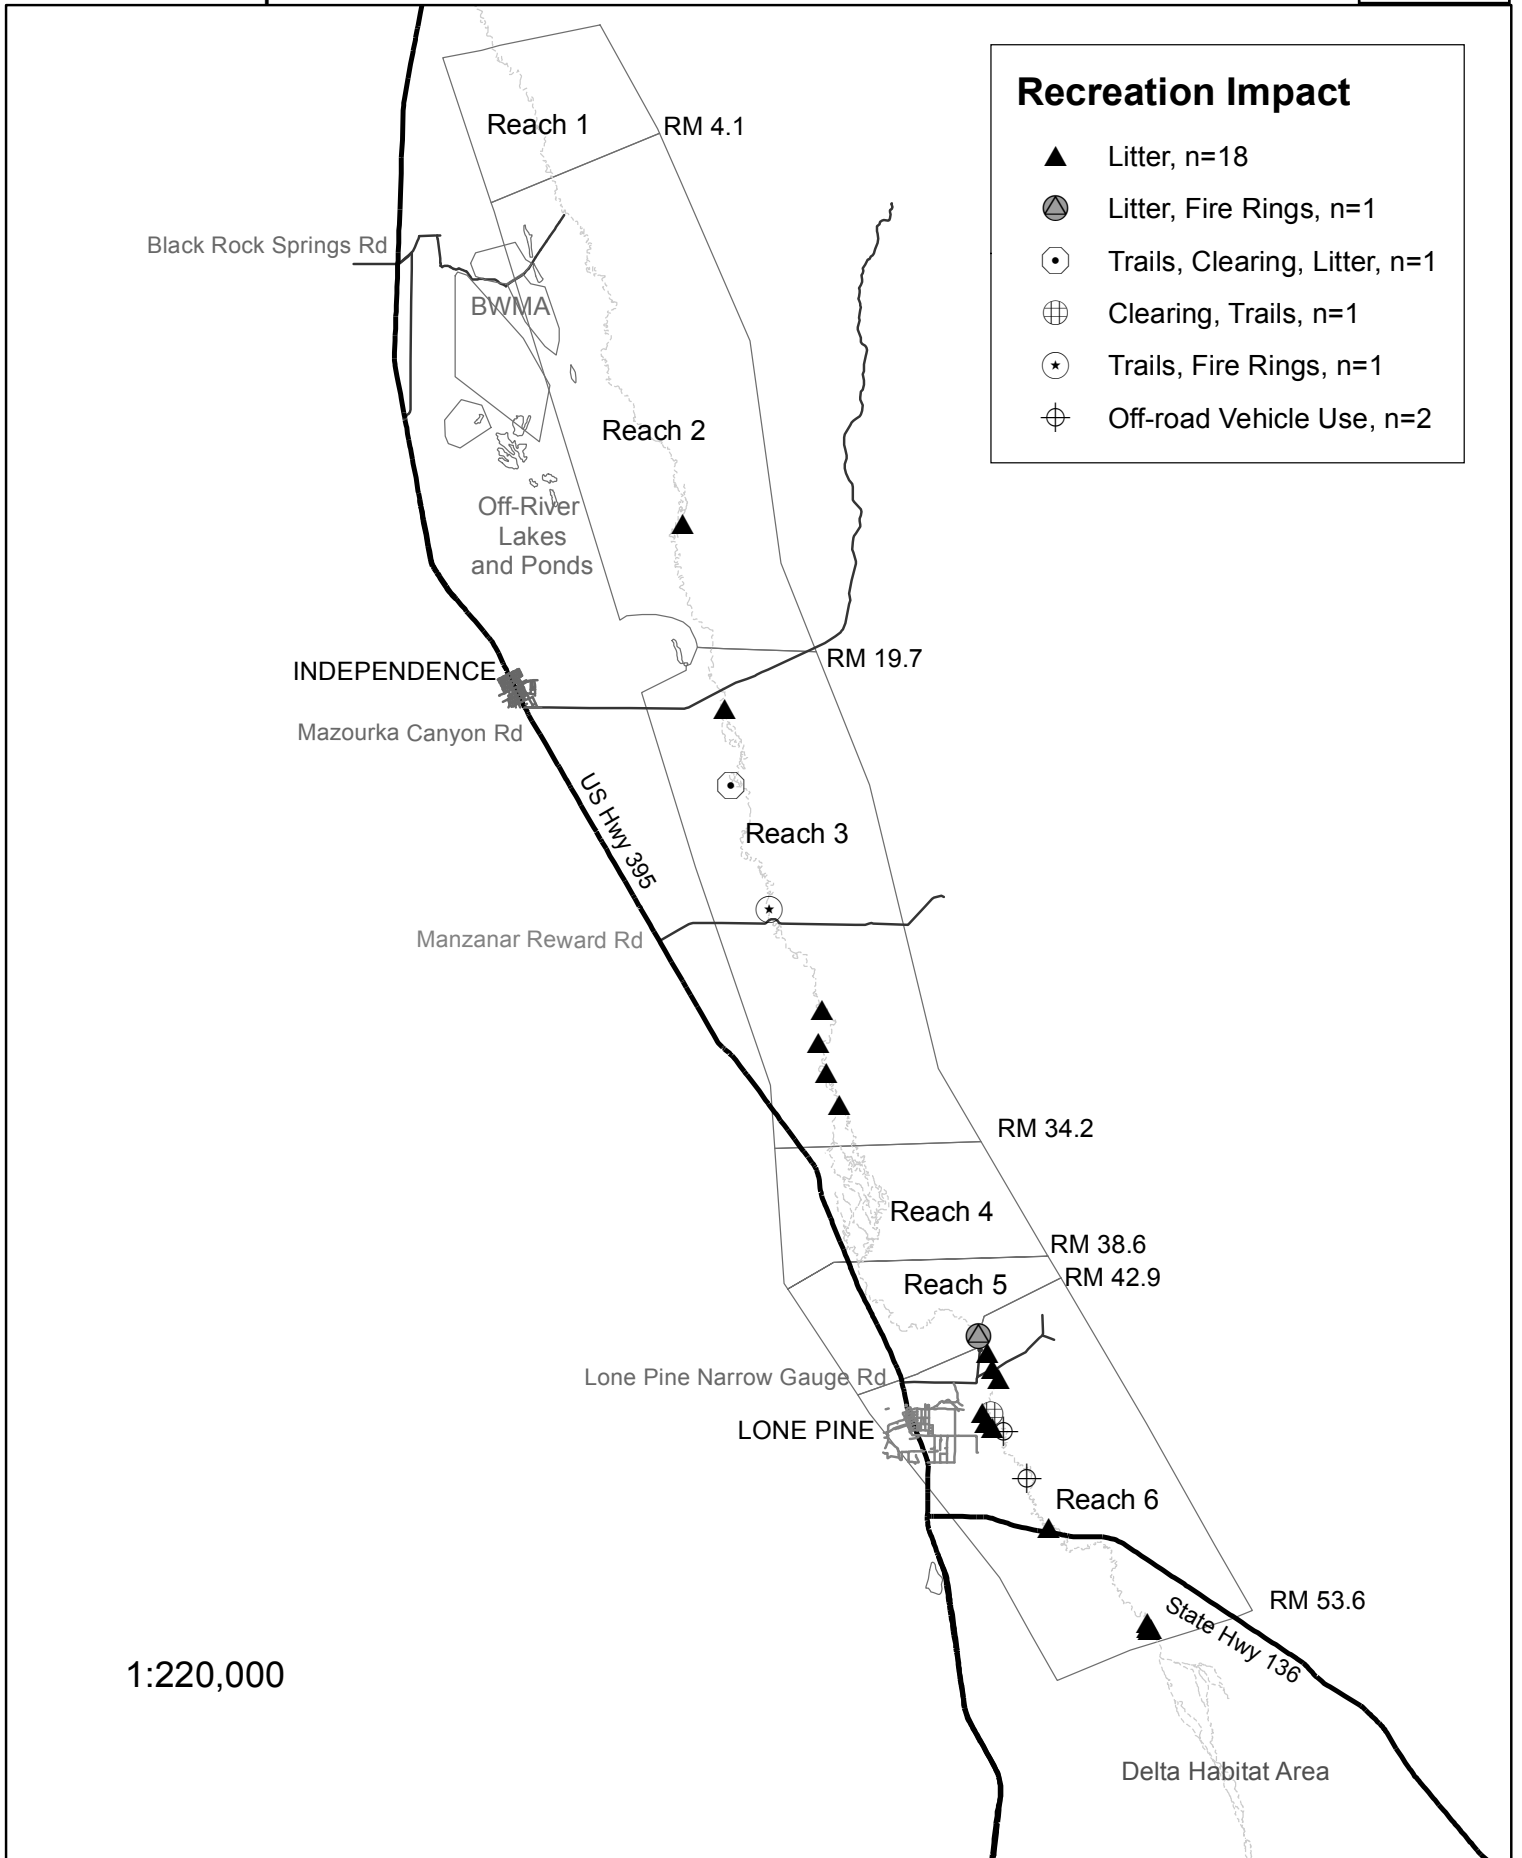 Recreation Impact
Litter, n=18
Litter, Fire Rings, n=1
Trails, Clearing, Litter, n=1
Clearing, Trails, n=1
Trails, Fire Rings, n=1
Off-road Vehicle Use, n=2
Reach 1
RM 4.1
Black Rock Springs Rd
BWMA
Reach 2
Off-River
Lakes
and Ponds
RM 19.7
INDEPENDENCE
Mazourka Canyon Rd
US Hwy 395
Reach 3
Manzanar Reward Rd
RM 34.2
Reach 4
RM 38.6
RM 42.9
Reach 5
Lone Pine Narrow Gauge Rd
LONE PINE
Reach 6
RM 53.6
State Hwy 136
1:220,000
Delta Habitat Area